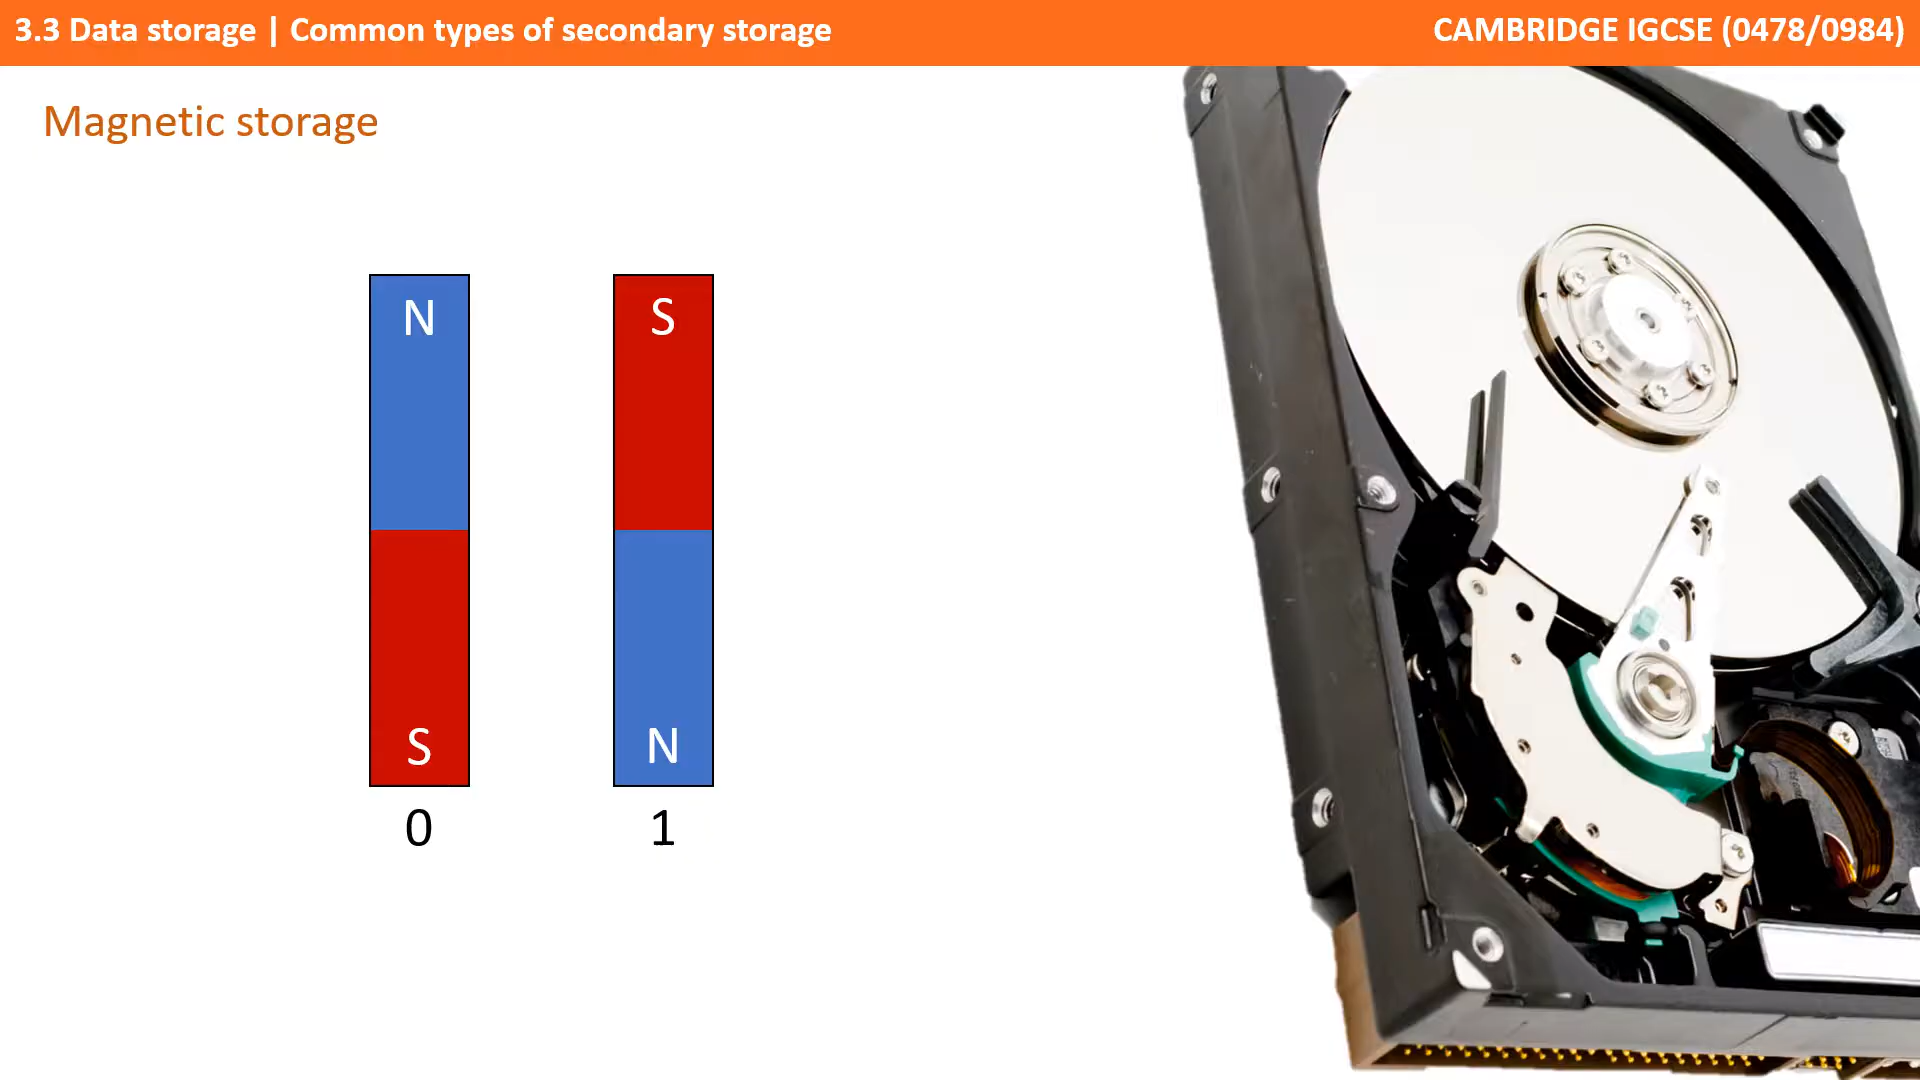 3.3 Data storage | Common types of secondary storage
CAMBRIDGE IGCSE (0478/0984)
Magnetic storage
N S
S N
0 1